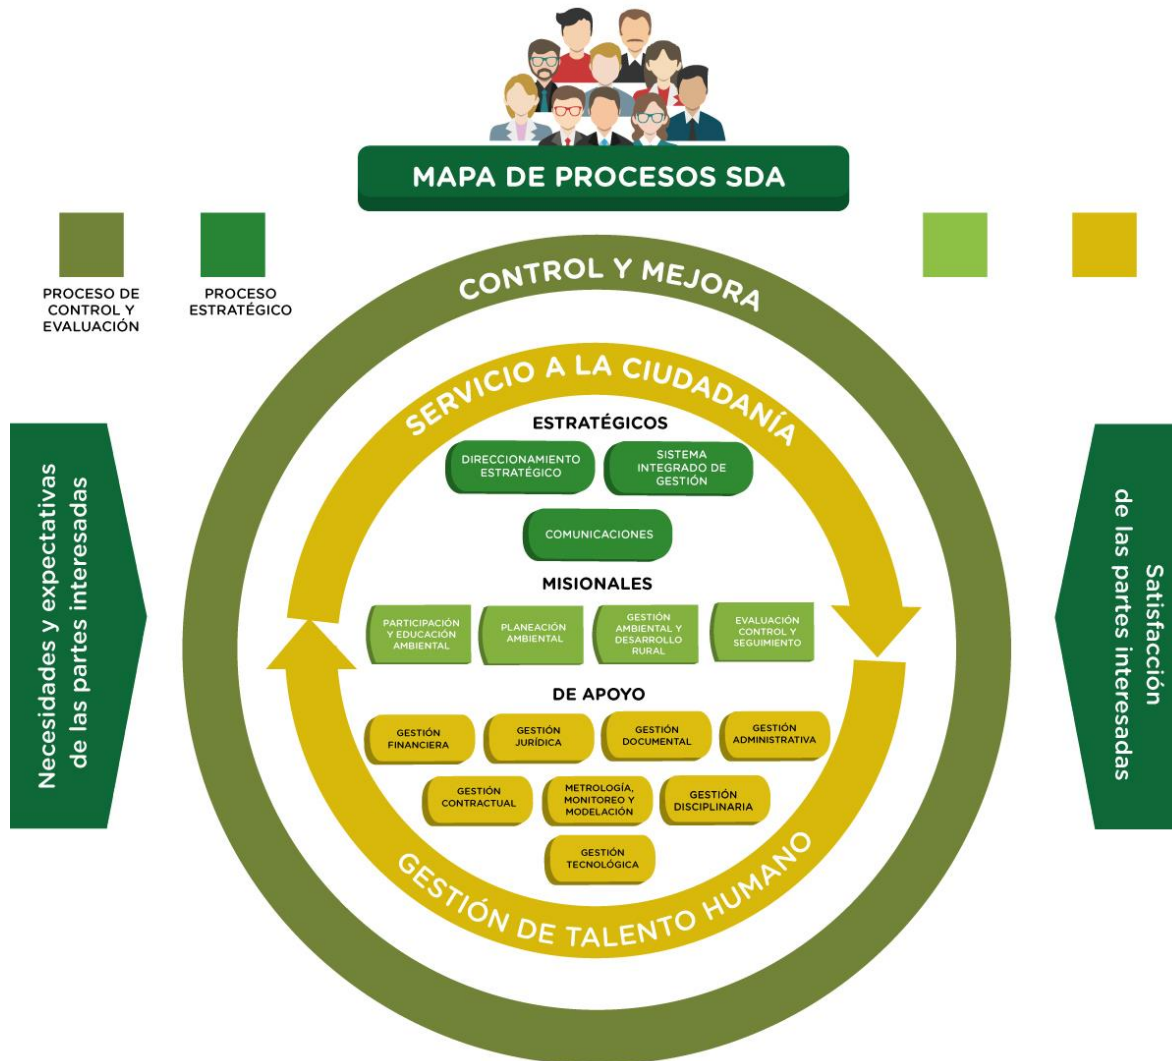 MAPA DE PROCESOS SDA
PROCESO DE
CONTROL Y
EVALUACIÓN
PROCESO
ESTRATÉGICO
CONTROL Y MEJORA
SERVICIO A LA CIUDADANÍA
ESTRATÉGICOS
DIRECCIONAMIENTO
ESTRATÉGICO
SISTEMA
INTEGRADO DE
GESTIÓN
COMUNICACIONES
MISIONALES
PARTICIPACIÓN
Y EDUCACIÓN
AMBIENTAL
PLANEACIÓN
AMBIENTAL
GESTIÓN
AMBIENTAL Y
DESARROLLO
RURAL
EVALUACIÓN
CONTROL Y
SEGUIMIENTO
DE APOYO
GESTIÓN
FINANCIERA
GESTIÓN
JURÍDICA
GESTIÓN
DOCUMENTAL
GESTIÓN
ADMINISTRATIVA
GESTIÓN
CONTRACTUAL
METROLOGÍA,
MONITOREO Y
MODELACIÓN
GESTIÓN
DISCIPLINARIA
GESTIÓN
TECNOLÓGICA
GESTIÓN DE TALENTO HUMANO
Necesidades y expectativas
de las partes interesadas
Satisfacción
de las partes interesadas